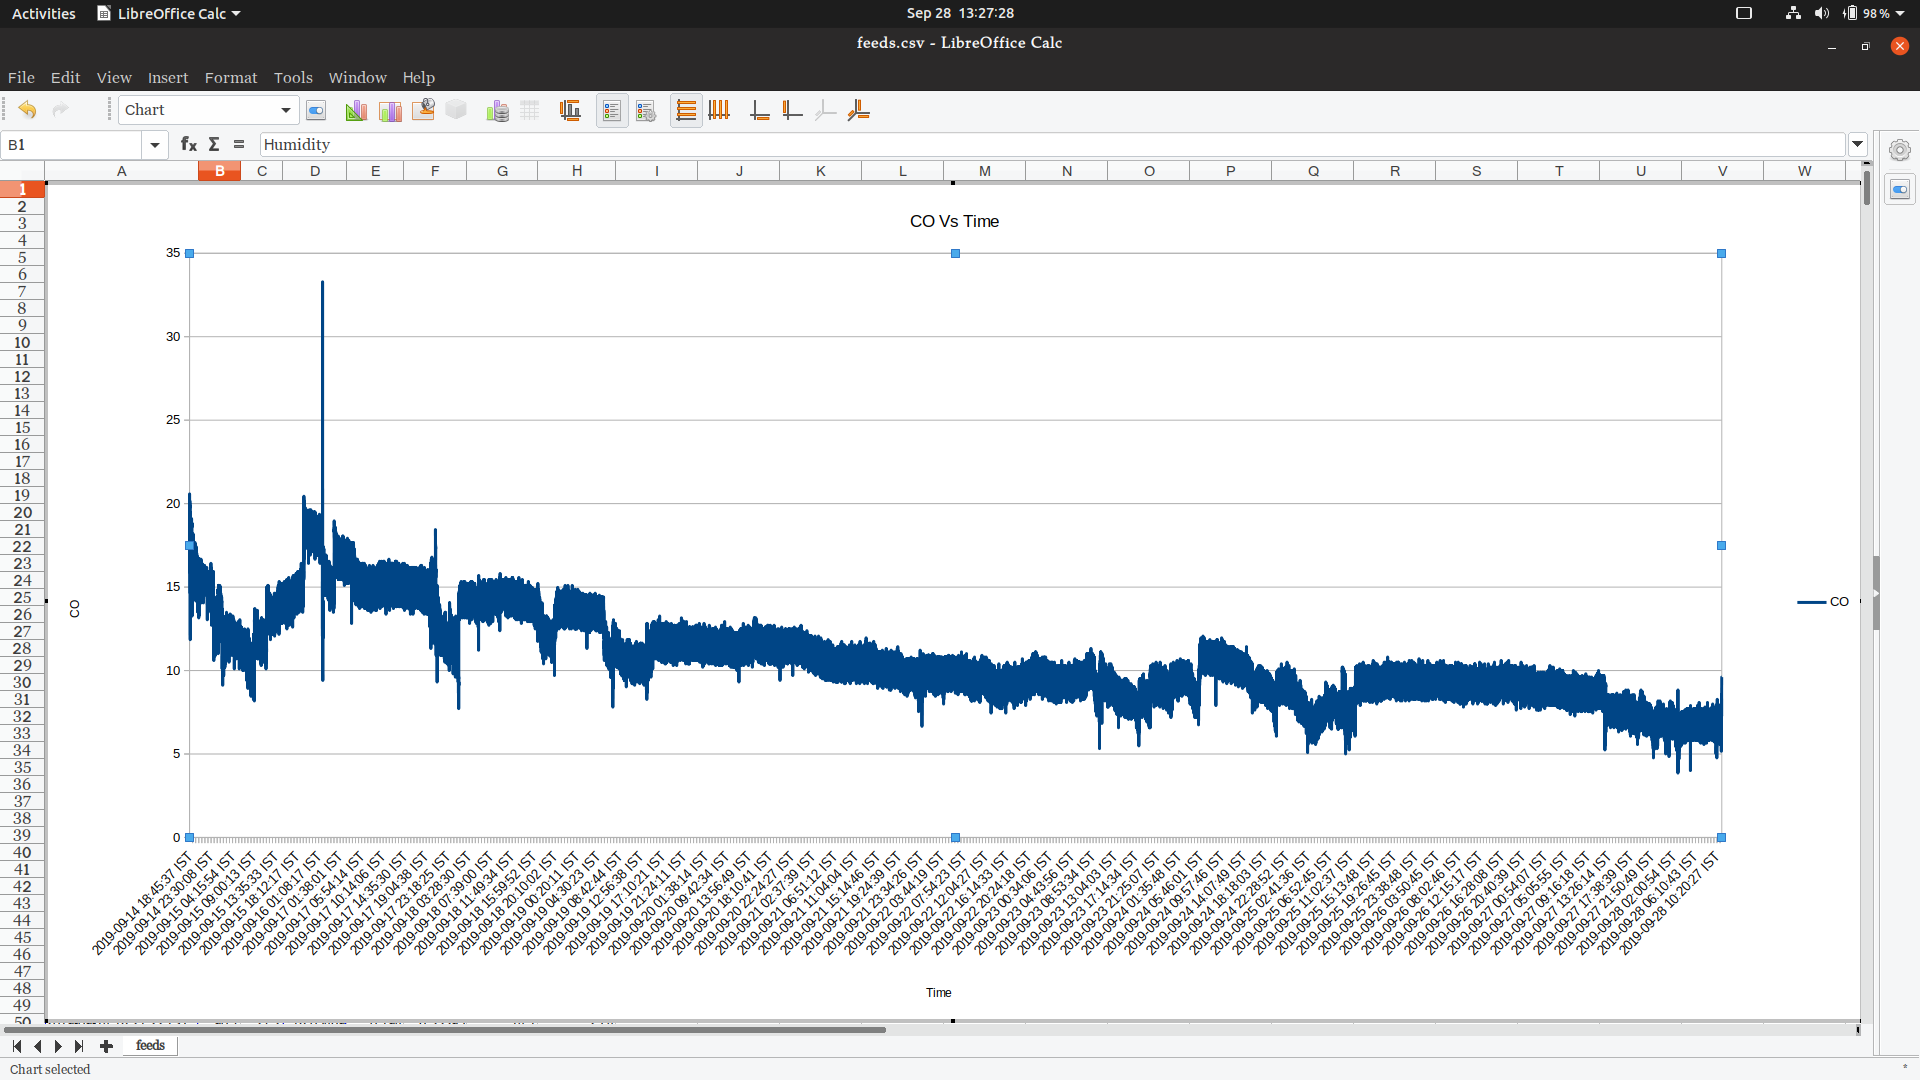 Activities LibreOffice Calc Sep 28 13:27:28 98 %
feeds.csv - LibreOffice Calc
File Edit View Insert Format Tools Window Help
Chart
B1 fx Σ = Humidity
A B C D E F G H I J K L M N O P Q R S T U V W
1
2
3
4
5
6
7
8
9
10
11
12
13
14
15
16
17
18
19
20
21
22
23
24
25
26
27
28
29
30
31
32
33
34
35
36
37
38
39
40
41
42
43
44
45
46
47
48
49
50
CO Vs Time
35
30
25
20
15
10
5
0
CO
CO
2019-09-14 18:45:37 IST
2019-09-14 23:30:08 IST
2019-09-15 04:15:54 IST
2019-09-15 09:00:13 IST
2019-09-15 13:35:33 IST
2019-09-15 18:12:17 IST
2019-09-16 01:08:17 IST
2019-09-17 01:38:01 IST
2019-09-17 05:54:14 IST
2019-09-17 10:14:06 IST
2019-09-17 14:35:30 IST
2019-09-17 19:04:38 IST
2019-09-17 23:18:25 IST
2019-09-18 03:28:30 IST
2019-09-18 07:39:00 IST
2019-09-18 11:49:34 IST
2019-09-18 15:59:52 IST
2019-09-18 20:10:02 IST
2019-09-19 00:20:11 IST
2019-09-19 04:30:23 IST
2019-09-19 08:42:44 IST
2019-09-19 12:56:38 IST
2019-09-19 17:10:21 IST
2019-09-19 21:24:11 IST
2019-09-20 01:38:14 IST
2019-09-20 09:42:34 IST
2019-09-20 13:56:49 IST
2019-09-20 18:10:41 IST
2019-09-20 22:24:27 IST
2019-09-21 02:37:39 IST
2019-09-21 06:51:12 IST
2019-09-21 11:04:04 IST
2019-09-21 15:14:46 IST
2019-09-21 19:24:39 IST
2019-09-21 23:34:26 IST
2019-09-22 03:44:19 IST
2019-09-22 07:54:23 IST
2019-09-22 12:04:27 IST
2019-09-22 16:14:33 IST
2019-09-22 20:24:18 IST
2019-09-23 00:34:06 IST
2019-09-23 04:43:56 IST
2019-09-23 08:53:34 IST
2019-09-23 13:04:03 IST
2019-09-23 17:14:34 IST
2019-09-23 21:25:07 IST
2019-09-24 01:35:48 IST
2019-09-24 05:46:01 IST
2019-09-24 09:57:46 IST
2019-09-24 14:07:49 IST
2019-09-24 18:18:03 IST
2019-09-24 22:28:52 IST
2019-09-25 02:41:36 IST
2019-09-25 06:52:45 IST
2019-09-25 11:02:37 IST
2019-09-25 15:13:48 IST
2019-09-25 19:26:45 IST
2019-09-25 23:38:48 IST
2019-09-26 03:50:45 IST
2019-09-26 08:02:46 IST
2019-09-26 12:15:17 IST
2019-09-26 16:28:08 IST
2019-09-26 20:40:39 IST
2019-09-27 00:54:07 IST
2019-09-27 05:05:55 IST
2019-09-27 09:16:18 IST
2019-09-27 13:26:14 IST
2019-09-27 17:38:39 IST
2019-09-27 21:50:49 IST
2019-09-28 02:00:54 IST
2019-09-28 06:10:43 IST
2019-09-28 10:20:27 IST
Time
feeds
Chart selected